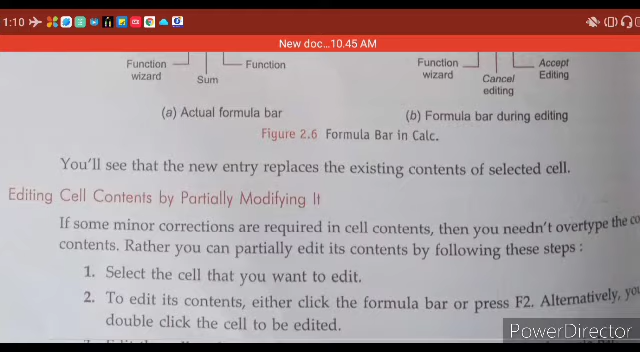 1:10
New doc...10.45 AM
Function wizard
Sum
Function
Function wizard
Cancel editing
Accept Editing
(a) Actual formula bar
(b) Formula bar during editing
Figure 2.6 Formula Bar in Calc.
You'll see that the new entry replaces the existing contents of selected cell.
Editing Cell Contents by Partially Modifying It
If some minor corrections are required in cell contents, then you needn't overtype the
contents. Rather you can partially edit its contents by following these steps :
1. Select the cell that you want to edit.
2. To edit its contents, either click the formula bar or press F2. Alternatively, you
double click the cell to be edited.
PowerDirector